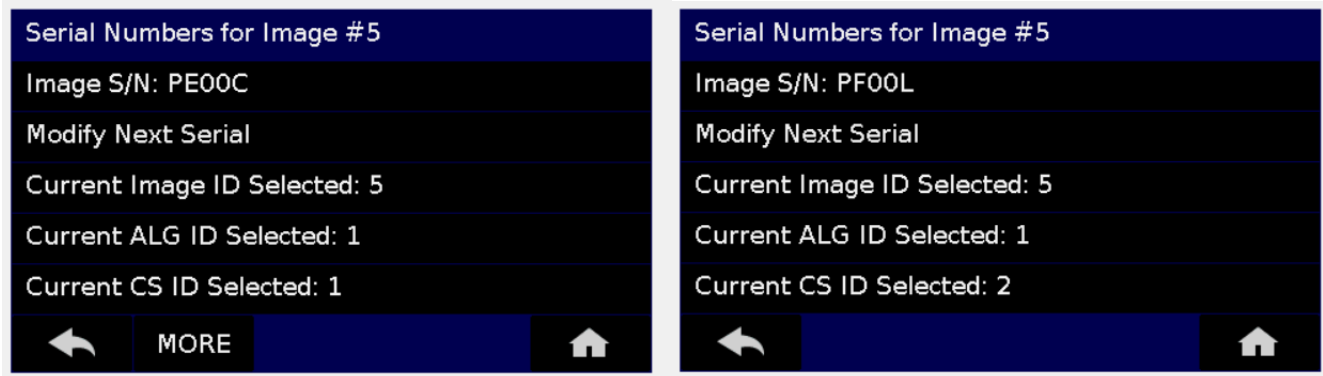 Serial Numbers for Image #5
Image S/N: PE00C
Modify Next Serial
Current Image ID Selected: 5
Current ALG ID Selected: 1
Current CS ID Selected: 1
MORE
Serial Numbers for Image #5
Image S/N: PF00L
Modify Next Serial
Current Image ID Selected: 5
Current ALG ID Selected: 1
Current CS ID Selected: 2